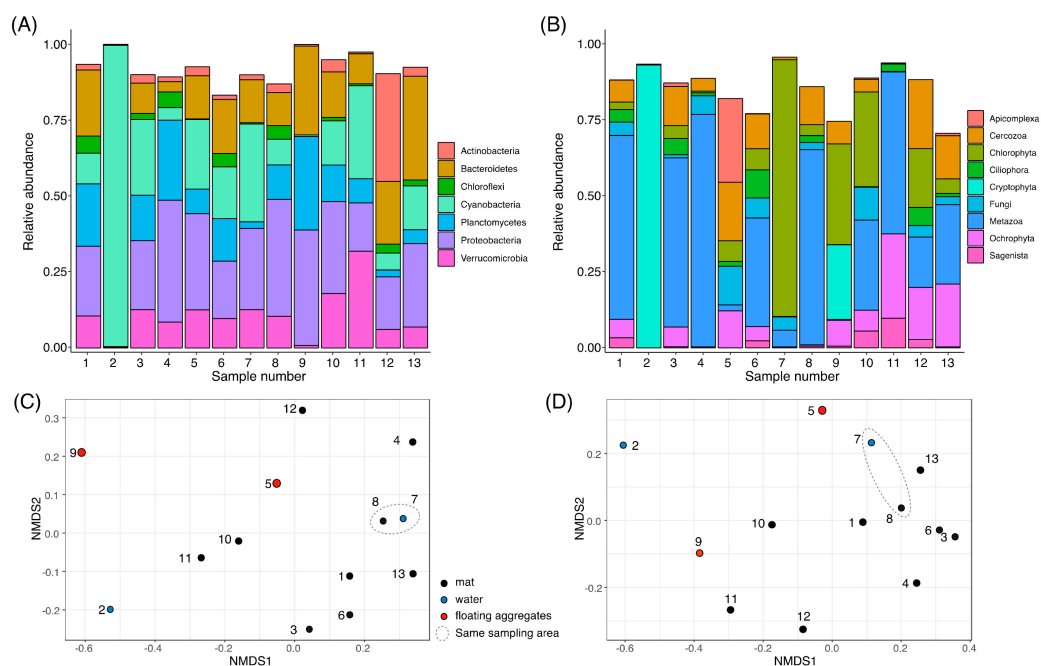 (A)
1.00
0.75
0.50
0.25
0.00
Relative abundance
1 2 3 4 5 6 7 8 9 10 11 12 13
Sample number
Actinobacteria
Bacteroidetes
Chloroflexi
Cyanobacteria
Planctomycetes
Proteobacteria
Verrucomicrobia
(B)
1.00
0.75
0.50
0.25
0.00
Relative abundance
1 2 3 4 5 6 7 8 9 10 11 12 13
Sample number
Apicomplexa
Cercozoa
Chlorophyta
Ciliophora
Cryptophyta
Fungi
Metazoa
Ochrophyta
Sagenista
(C)
0.3
0.2
0.1
0.0
-0.1
-0.2
NMDS2
12
4
9
5
8 7
10
11
1 13
2
6
3
-0.6 -0.4 -0.2 0.0 0.2
NMDS1
mat
water
floating aggregates
Same sampling area
(D)
0.2
0.0
-0.2
NMDS2
5
2
7
13
8
10 1
6
3
9
4
11
12
-0.6 -0.4 -0.2 0.0 0.2 0.4
NMDS1